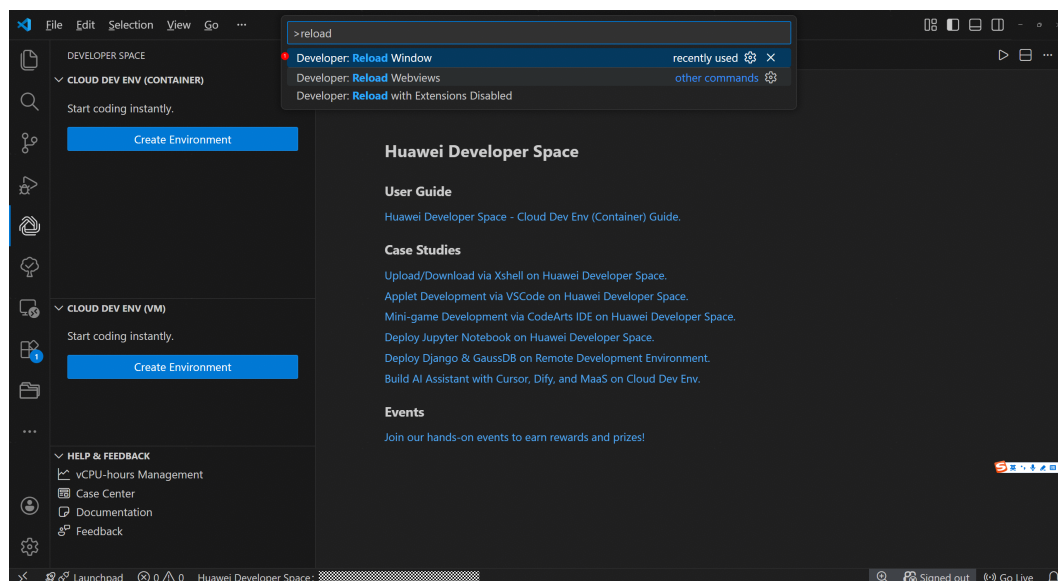 File Edit Selection View Go ···
>reload
Developer: Reload Window recently used
Developer: Reload Webviews other commands
Developer: Reload with Extensions Disabled
DEVELOPER SPACE
CLOUD DEV ENV (CONTAINER)
Start coding instantly.
Create Environment
CLOUD DEV ENV (VM)
Start coding instantly.
Create Environment
HELP & FEEDBACK
vCPU-hours Management
Case Center
Documentation
Feedback
Huawei Developer Space
User Guide
Huawei Developer Space - Cloud Dev Env (Container) Guide.
Case Studies
Upload/Download via Xshell on Huawei Developer Space.
Applet Development via VSCode on Huawei Developer Space.
Mini-game Development via CodeArts IDE on Huawei Developer Space.
Deploy Jupyter Notebook on Huawei Developer Space.
Deploy Django & GaussDB on Remote Development Environment.
Build AI Assistant with Cursor, Dify, and MaaS on Cloud Dev Env.
Events
Join our hands-on events to earn rewards and prizes!
1
英
Launchpad 0 0 Huawei Developer Space: Signed out Go Live